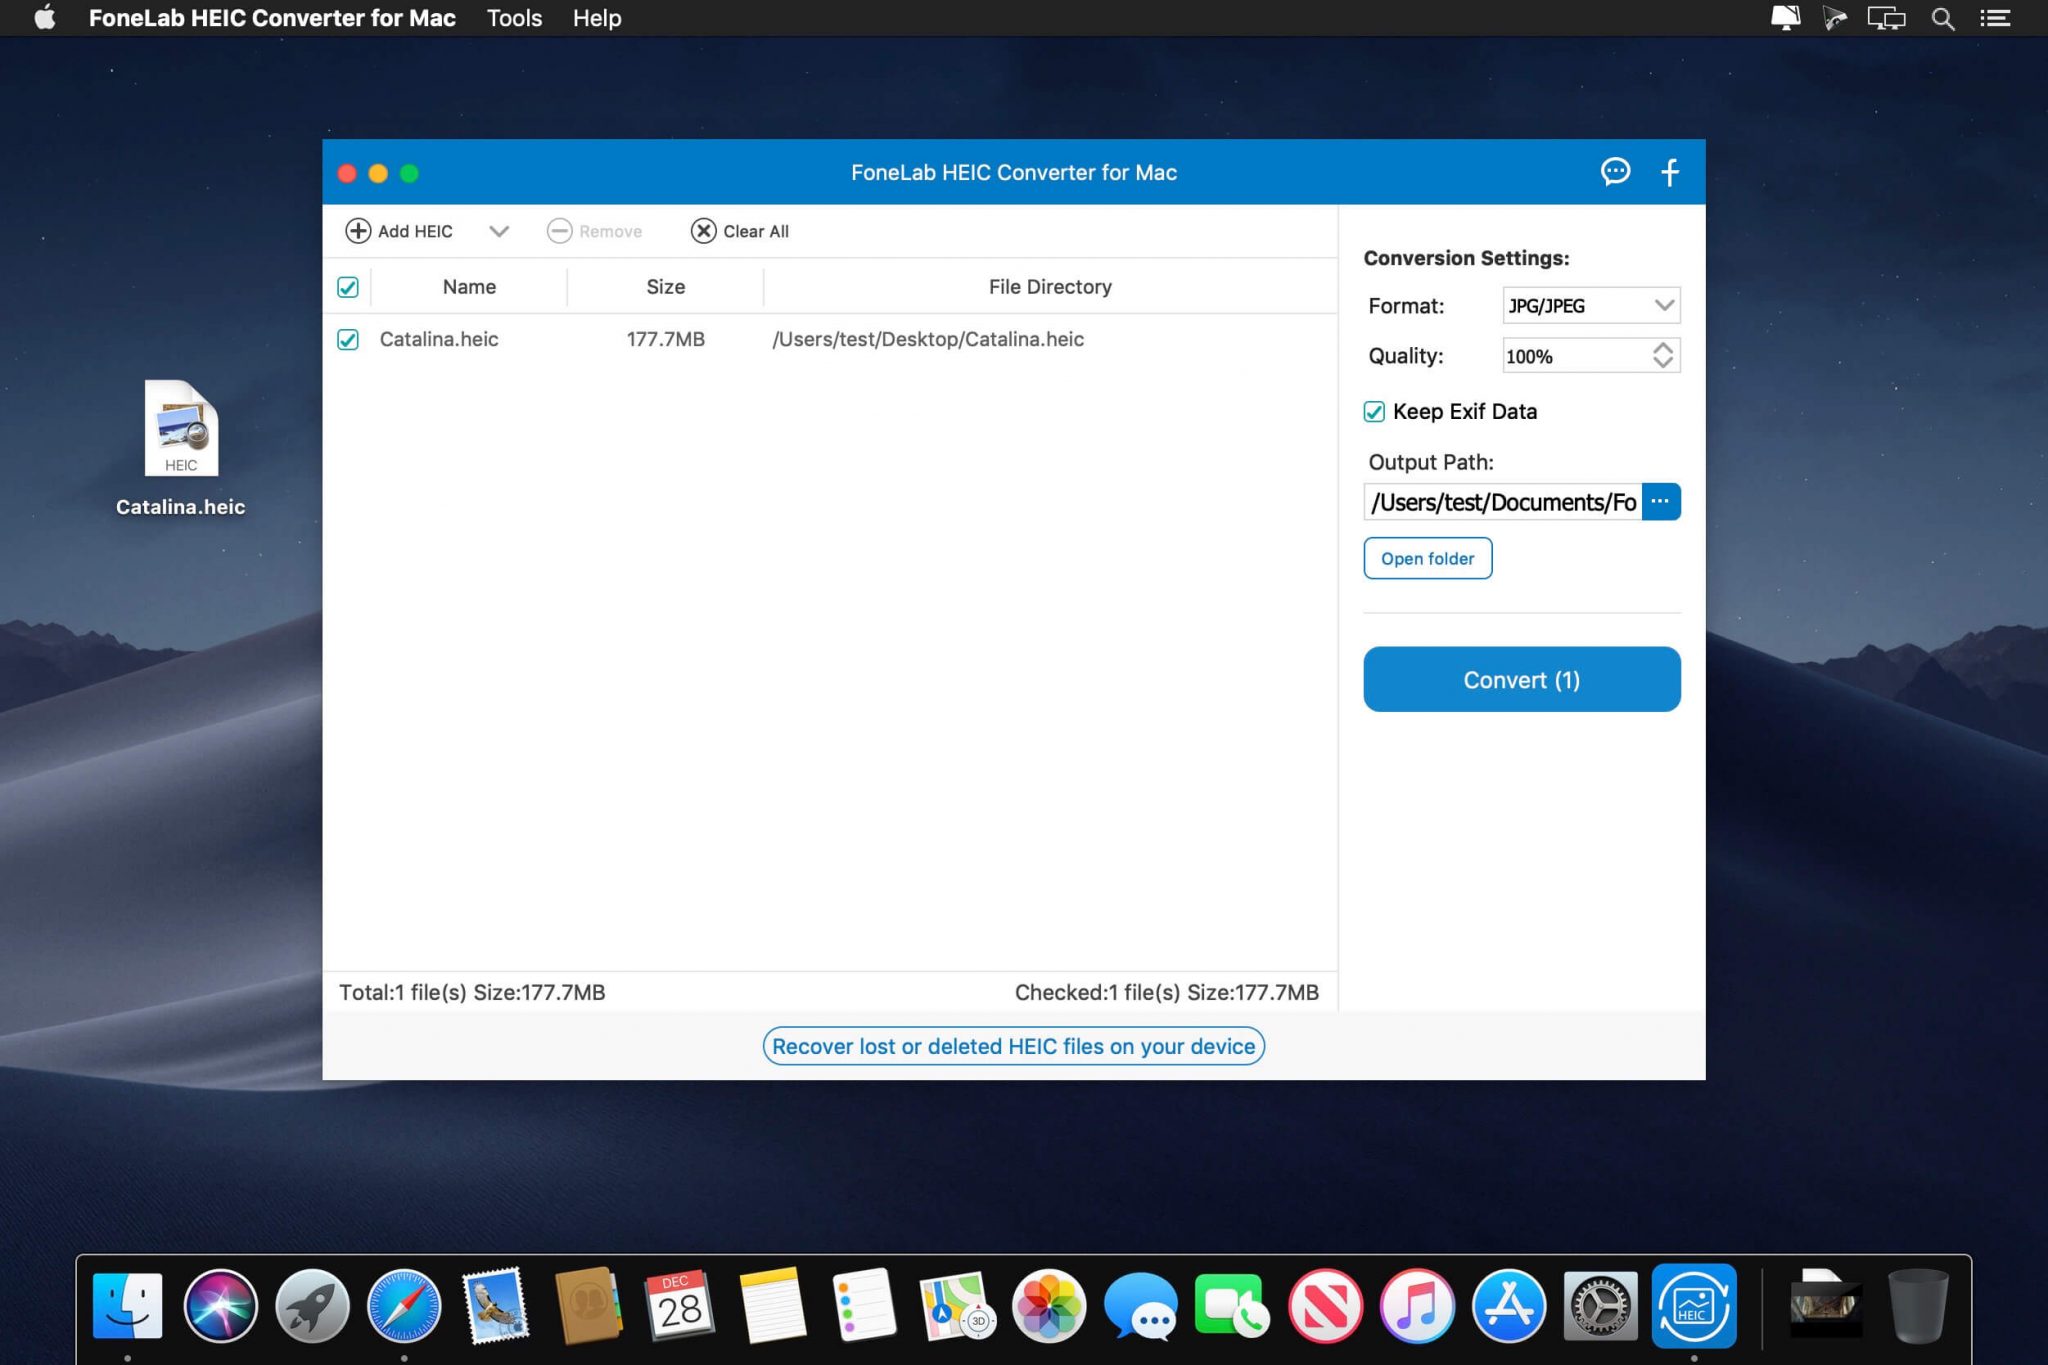 FoneLab HEIC Converter for Mac Tools Help
FoneLab HEIC Converter for Mac
Add HEIC Remove Clear All
Name Size File Directory
Catalina.heic 177.7MB /Users/test/Desktop/Catalina.heic
Conversion Settings:
Format: JPG/JPEG
Quality: 100%
Keep Exif Data
Output Path:
/Users/test/Documents/Fo
Open folder
Convert (1)
HEIC
Catalina.heic
Total:1 file(s) Size:177.7MB
Checked:1 file(s) Size:177.7MB
Recover lost or deleted HEIC files on your device
DEC
28
3D
HEIC